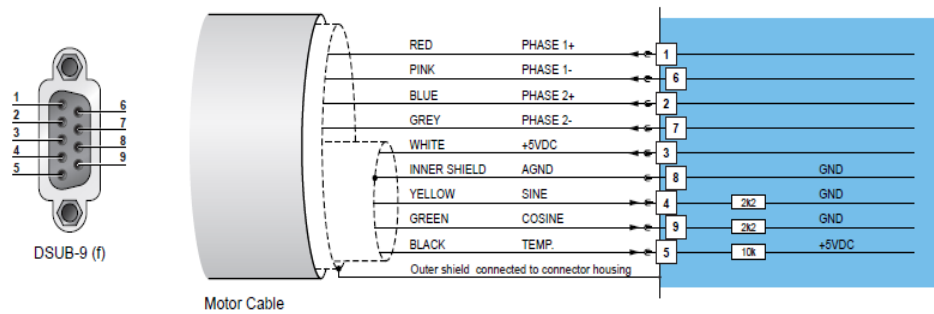 1
2
3
4
5
6
7
8
9
DSUB-9 (f)
Motor Cable
RED PHASE 1+ 1
PINK PHASE 1- 6
BLUE PHASE 2+ 2
GREY PHASE 2- 7
WHITE +5VDC 3
INNER SHIELD AGND 8 GND
YELLOW SINE 4 2k2 GND
GREEN COSINE 9 2k2 GND
BLACK TEMP. 5 10k +5VDC
Outer shield connected to connector housing